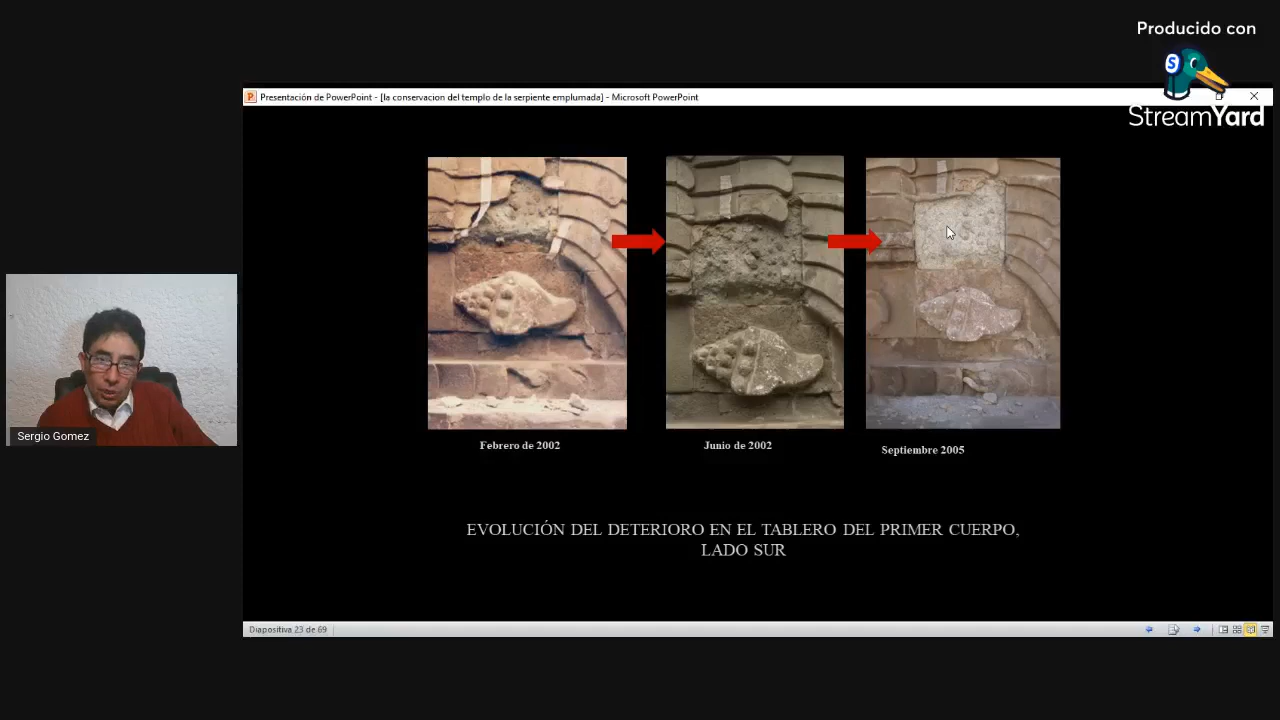 Producido con
StreamYard
Presentación de PowerPoint - [la conservacion del templo de la serpiente emplumada] - Microsoft PowerPoint
Febrero de 2002
Junio de 2002
Septiembre 2005
Sergio Gomez
EVOLUCIÓN DEL DETERIORO EN EL TABLERO DEL PRIMER CUERPO,
LADO SUR
Diapositiva 23 de 69